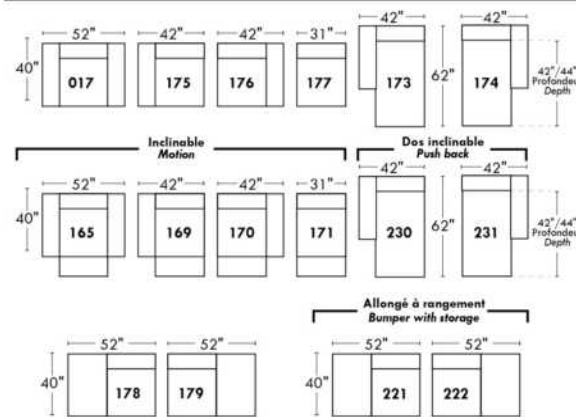 52" 42" 42" 31" 42" 42"
40" 017 175 176 177 173 62" 174 42"/44"
Profondeur
Depth
Inclinable Dos inclinable
Motion Push back
52" 42" 42" 31" 42" 42"
40" 165 169 170 171 230 62" 231 42"/44"
Profondeur
Depth
Allongé à rangement
Bumper with storage
52" 52" 52" 52"
40" 178 179 40" 221 222